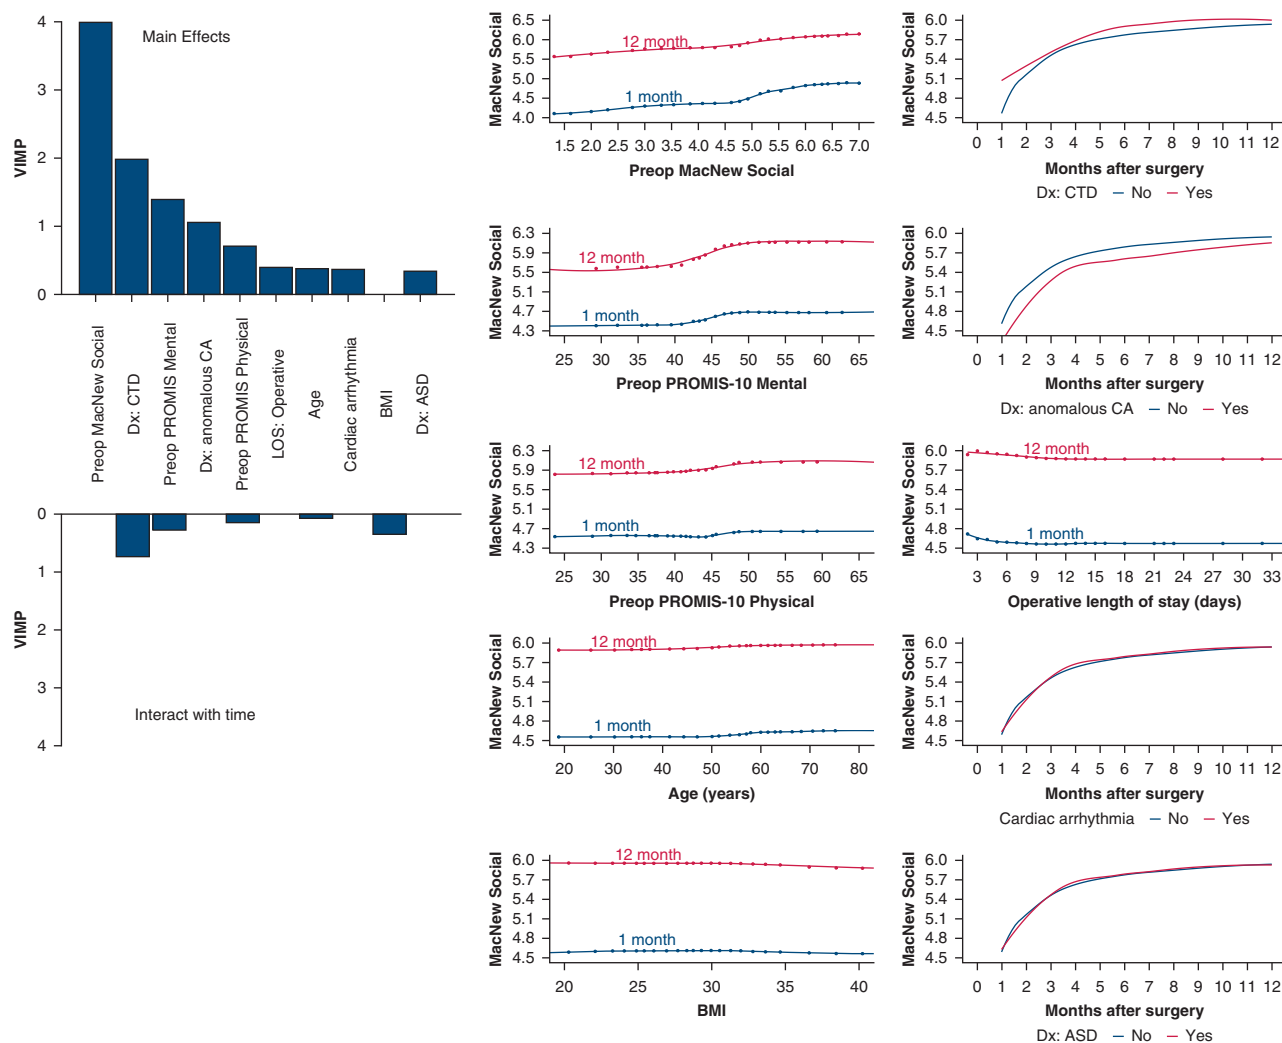 Main Effects
VIMP
4
3
2
1
0
Preop MacNew Social
Dx: CTD
Preop PROMIS Mental
Dx: anomalous CA
Preop PROMIS Physical
LOS: Operative
Age
Cardiac arrhythmia
BMI
Dx: ASD
VIMP
0
1
2
3
4
Interact with time
MacNew Social
6.5
6.0
5.5
5.0
4.5
4.0
12 month
1 month
1.5 2.0 2.5 3.0 3.5 4.0 4.5 5.0 5.5 6.0 6.5 7.0
Preop MacNew Social
MacNew Social
6.0
5.7
5.4
5.1
4.8
4.5
0 1 2 3 4 5 6 7 8 9 10 11 12
Months after surgery
Dx: CTD No Yes
MacNew Social
6.3
5.9
5.5
5.1
4.7
4.3
12 month
1 month
25 30 35 40 45 50 55 60 65
Preop PROMIS-10 Mental
MacNew Social
6.0
5.7
5.4
5.1
4.8
4.5
0 1 2 3 4 5 6 7 8 9 10 11 12
Months after surgery
Dx: anomalous CA No Yes
MacNew Social
6.3
5.9
5.5
5.1
4.7
4.3
12 month
1 month
25 30 35 40 45 50 55 60 65
Preop PROMIS-10 Physical
MacNew Social
6.0
5.7
5.4
5.1
4.8
4.5
12 month
1 month
3 6 9 12 15 18 21 24 27 30 33
Operative length of stay (days)
MacNew Social
6.0
5.7
5.4
5.1
4.8
4.5
12 month
1 month
20 30 40 50 60 70 80
Age (years)
MacNew Social
6.0
5.7
5.4
5.1
4.8
4.5
0 1 2 3 4 5 6 7 8 9 10 11 12
Months after surgery
Cardiac arrhythmia No Yes
MacNew Social
6.0
5.7
5.4
5.1
4.8
4.5
12 month
1 month
20 25 30 35 40
BMI
MacNew Social
6.0
5.7
5.4
5.1
4.8
4.5
0 1 2 3 4 5 6 7 8 9 10 11 12
Months after surgery
Dx: ASD No Yes